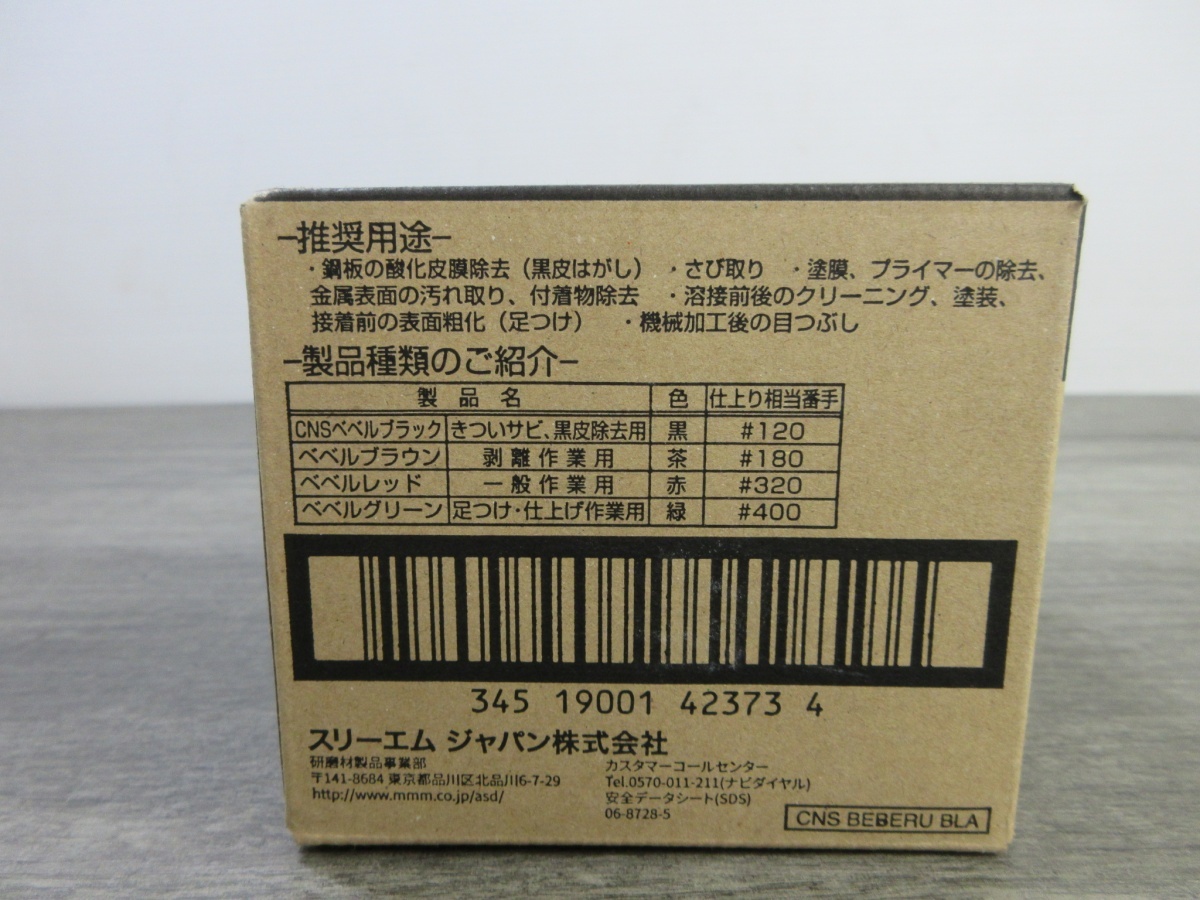 −推奨用途−
・鋼板の酸化皮膜除去（黒皮はがし） ・さび取り ・塗膜、プライマーの除去、
金属表面の汚れ取り、付着物除去 ・溶接前後のクリーニング、塗装、
接着前の表面粗化（足つけ） ・機械加工後の目つぶし
−製品種類のご紹介−
製品名 色 仕上り相当番手
CNSベベルブラック きついサビ、黒皮除去用 黒 #120
ベベルブラウン 剥離作業用 茶 #180
ベベルレッド 一般作業用 赤 #320
ベベルグリーン 足つけ・仕上げ作業用 緑 #400
345 19001 42373 4
スリーエム ジャパン株式会社
研磨材製品事業部
〒141-8684 東京都品川区北品川6-7-29
http://www.mmm.co.jp/asd/
カスタマーコールセンター
Tel.0570-011-211(ナビダイヤル)
安全データシート(SDS)
06-8728-5
CNS BEBERU BLA